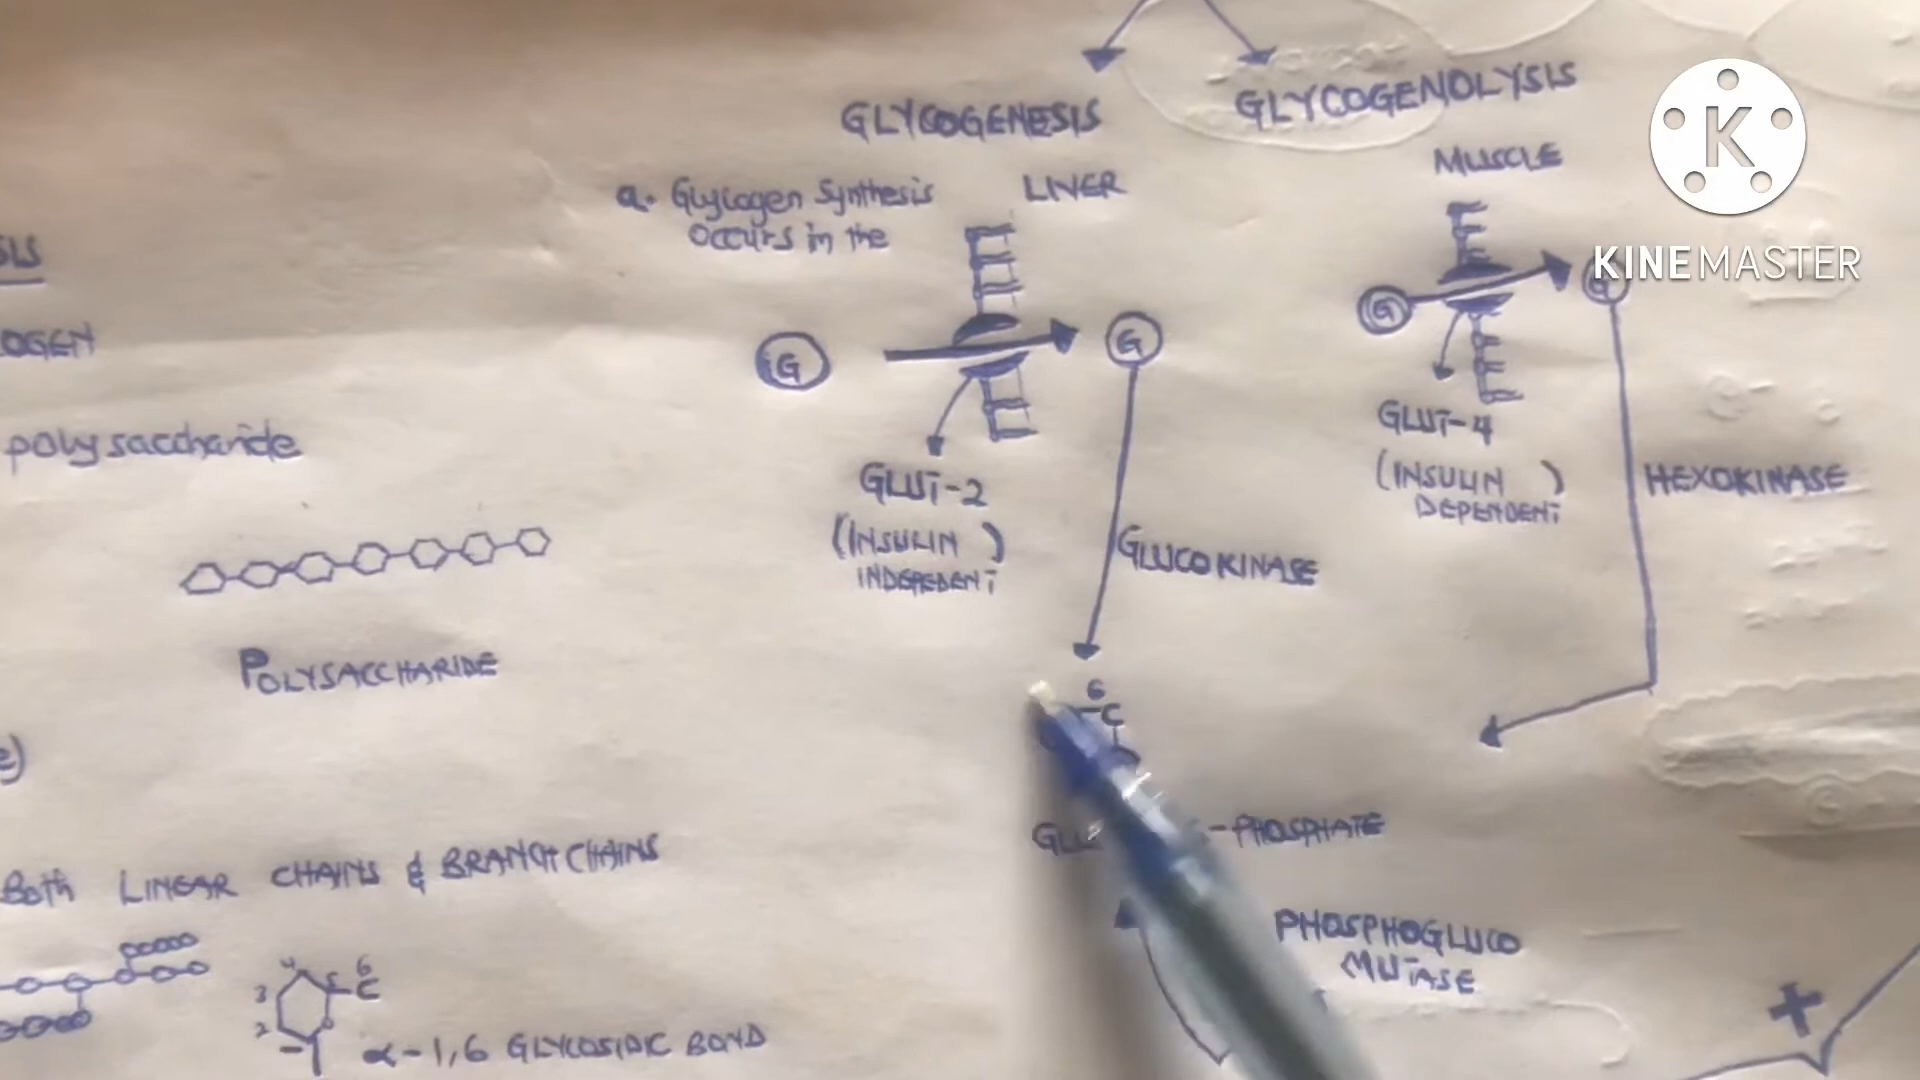 GLYCOGENESIS
GLYCOGENOLYSIS
a. Glycogen Synthesis
Occurs in the
LIVER
MUSCLE
K
KINEMASTER
SIS
OGEN
polysaccharide
POLYSACCHARIDE
G
G
GLUT-2
(INSULIN )
INDEPEDENT
GLUCOKINASE
G
G
GLUT-4
(INSULIN )
DEPENDENT
HEXOKINASE
6
-C
-PHOSPHATE
PHOSPHOGLUCO
MUTASE
+
e)
Both LINEAR CHAINS & BRANCH CHAINS
6
C
3
2
α-1,6 GLYCOSIDIC BOND